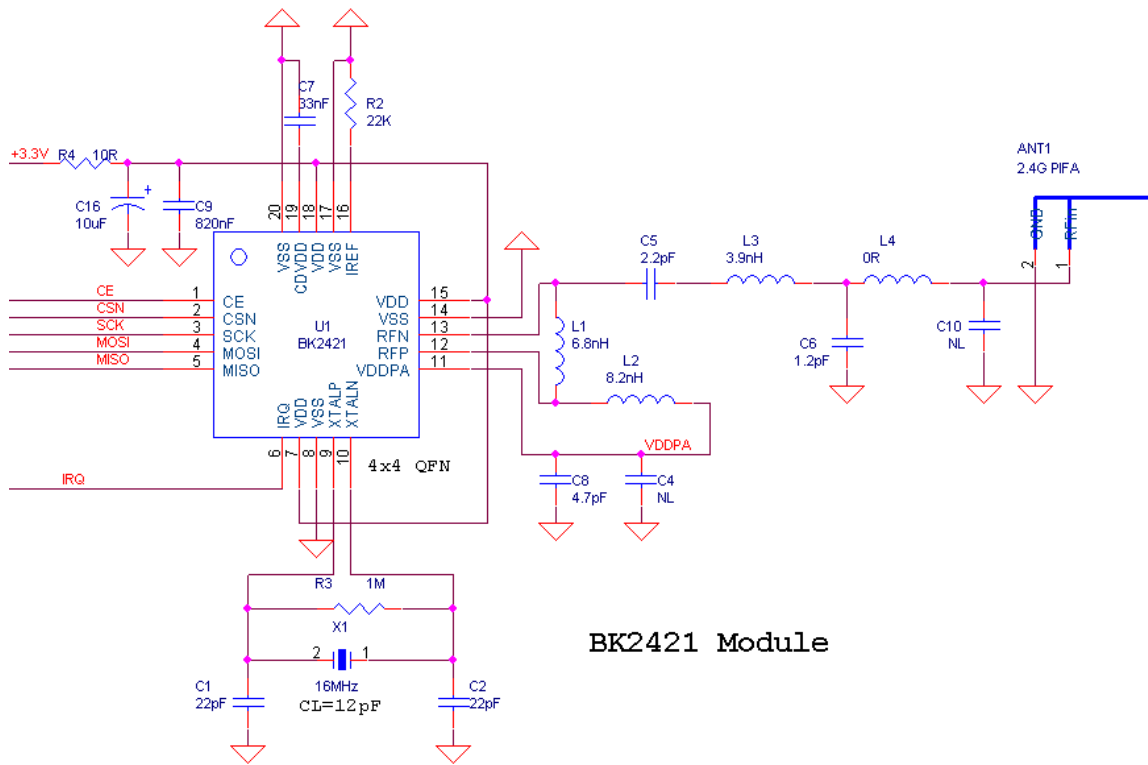 C7
33nF
R2
22K
ANT1
2.4G PIFA
+3.3V
R4
10R
C16
10uF
+
C9
820nF
20
19
18
17
16
VSS
CDVDD
VDD
VSS
IREF
GND
RFin
2
1
C5
2.2pF
L3
3.9nH
L4
0R
CE
CSN
SCK
MOSI
MISO
1
2
3
4
5
CE
CSN
SCK
MOSI
MISO
U1
BK2421
VDD
VSS
RFN
RFP
VDDPA
15
14
13
12
11
L1
6.8nH
L2
8.2nH
C6
1.2pF
C10
NL
IRQ
VDD
VSS
XTALP
XTALN
6
7
8
9
10
4x4 QFN
VDDPA
C8
4.7pF
C4
NL
IRQ
R3
1M
X1
2
1
16MHz
CL=12pF
C1
22pF
C2
22pF
BK2421 Module